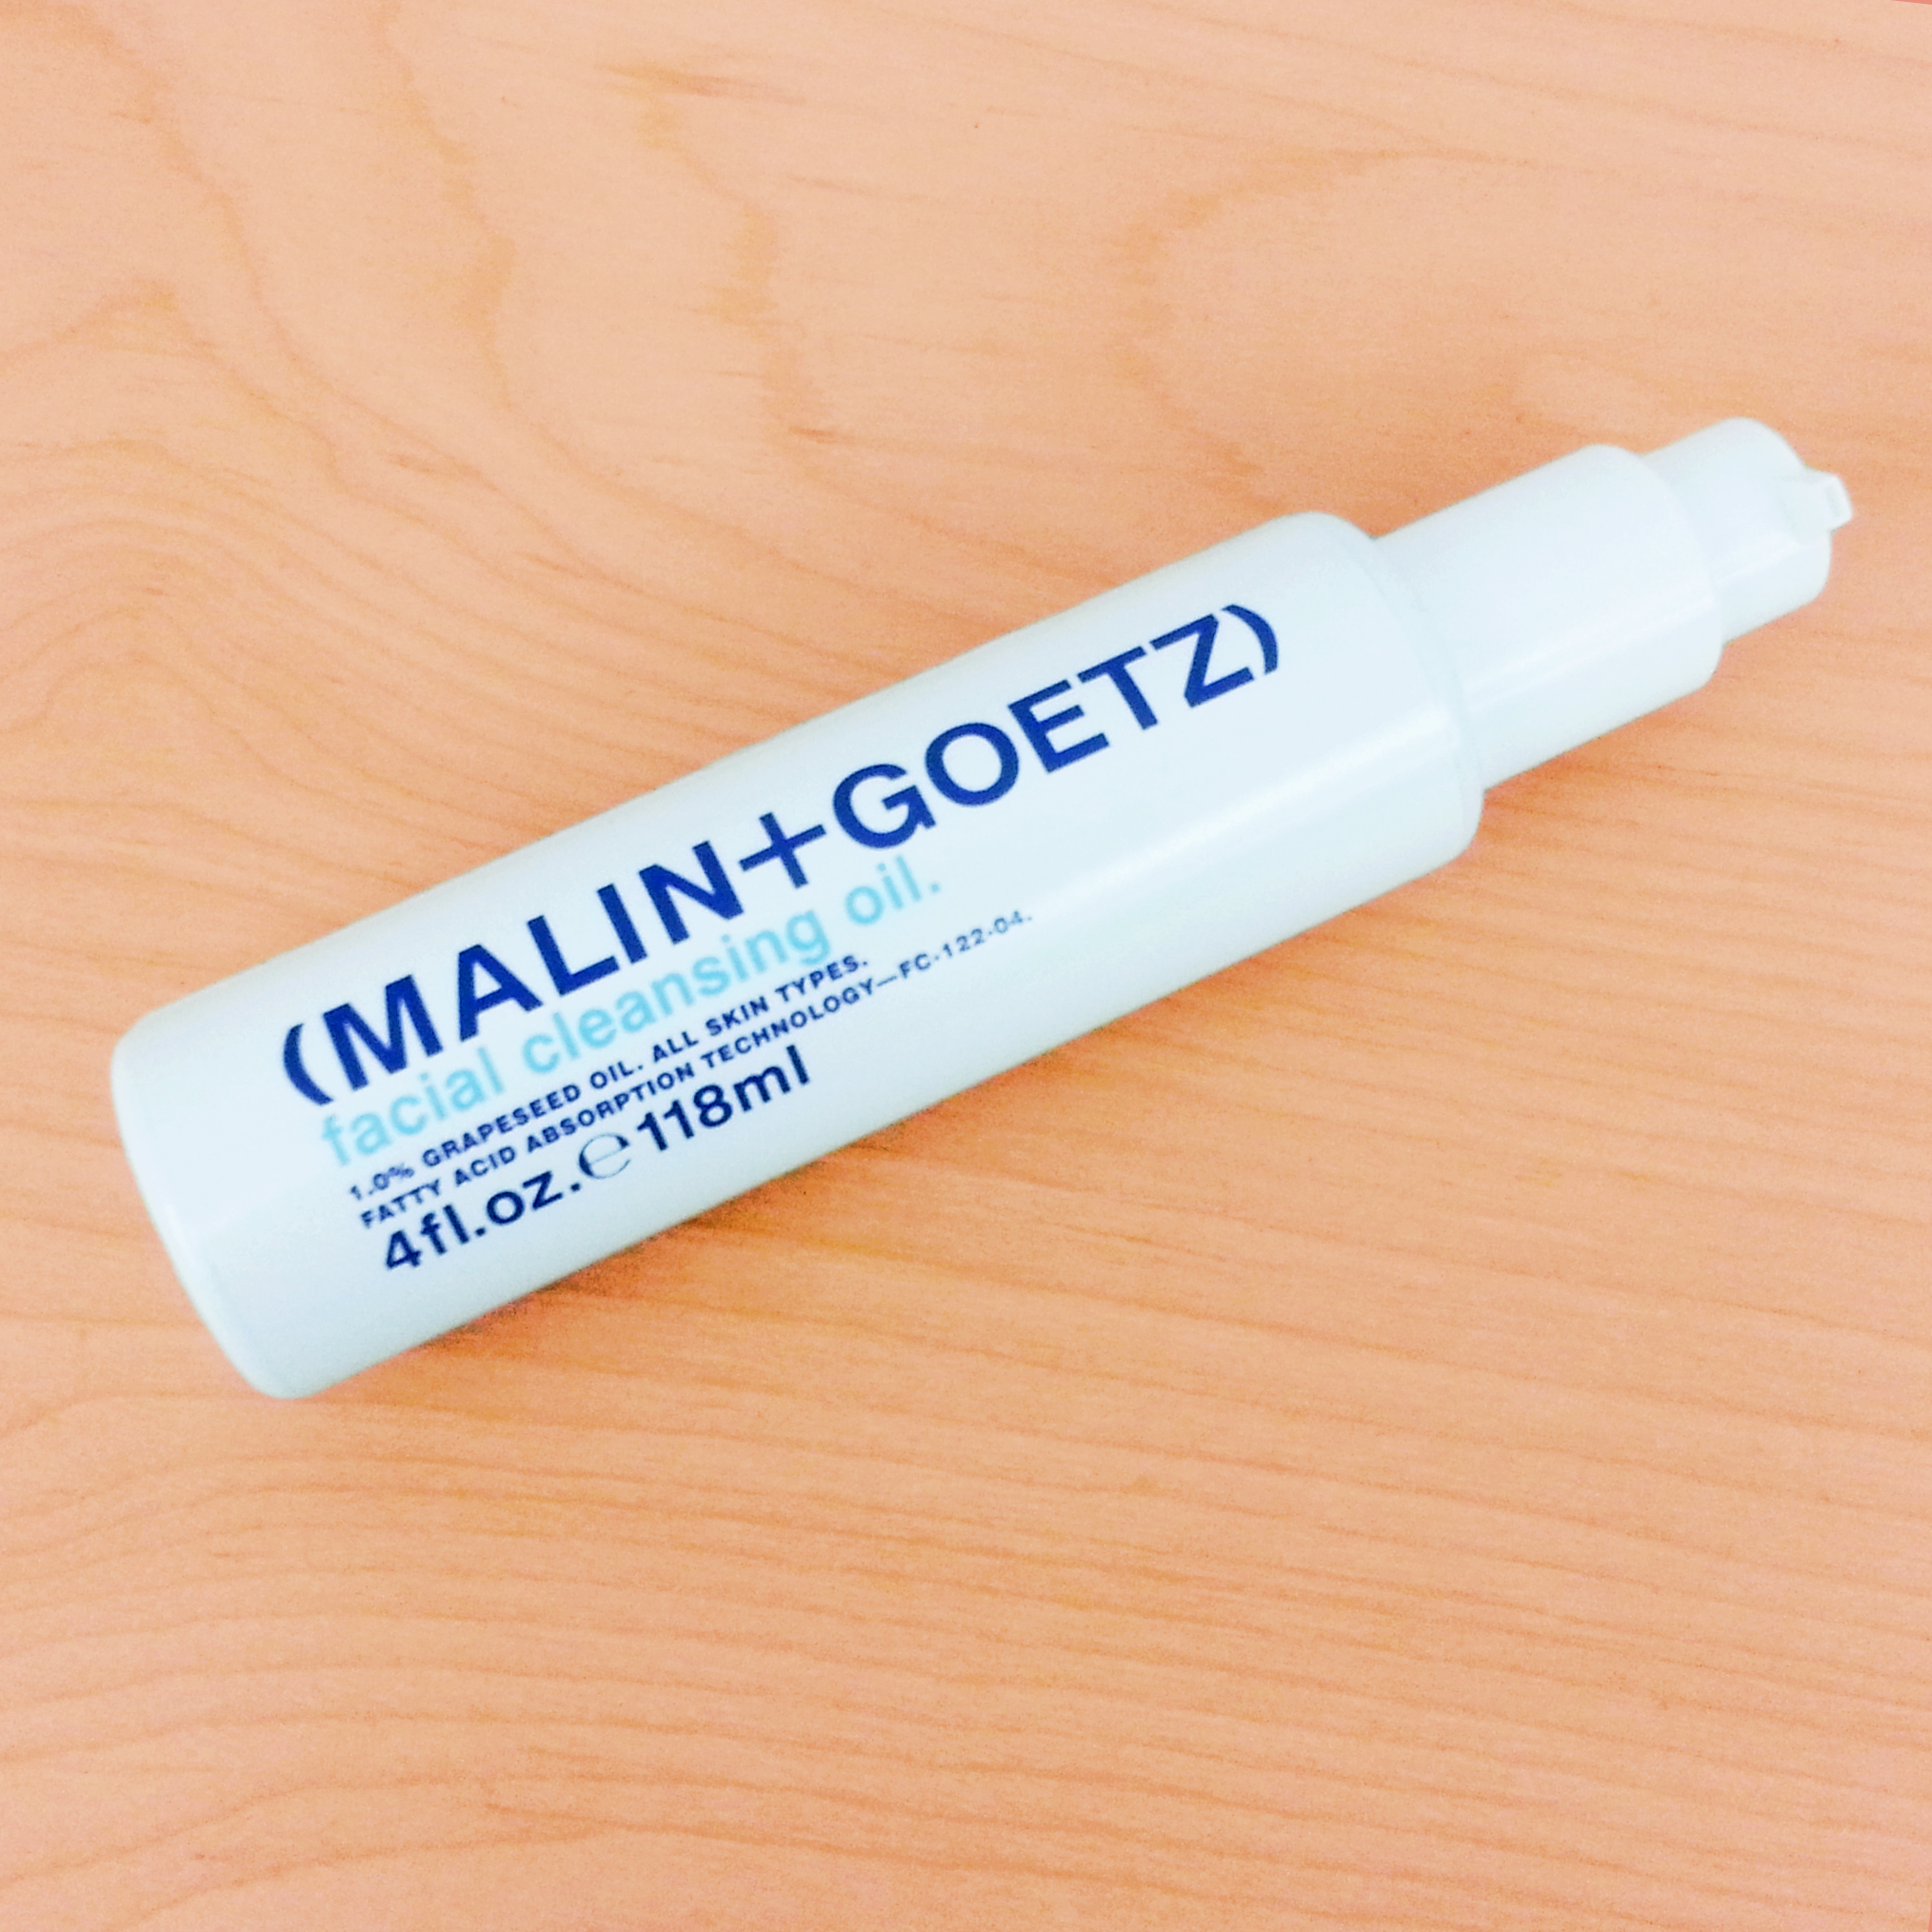 (MALIN+GOETZ)
facial cleansing oil.
1.0% GRAPESEED OIL. ALL SKIN TYPES.
FATTY ACID ABSORPTION TECHNOLOGY—FC-122-04.
4fl.oz.℮118ml